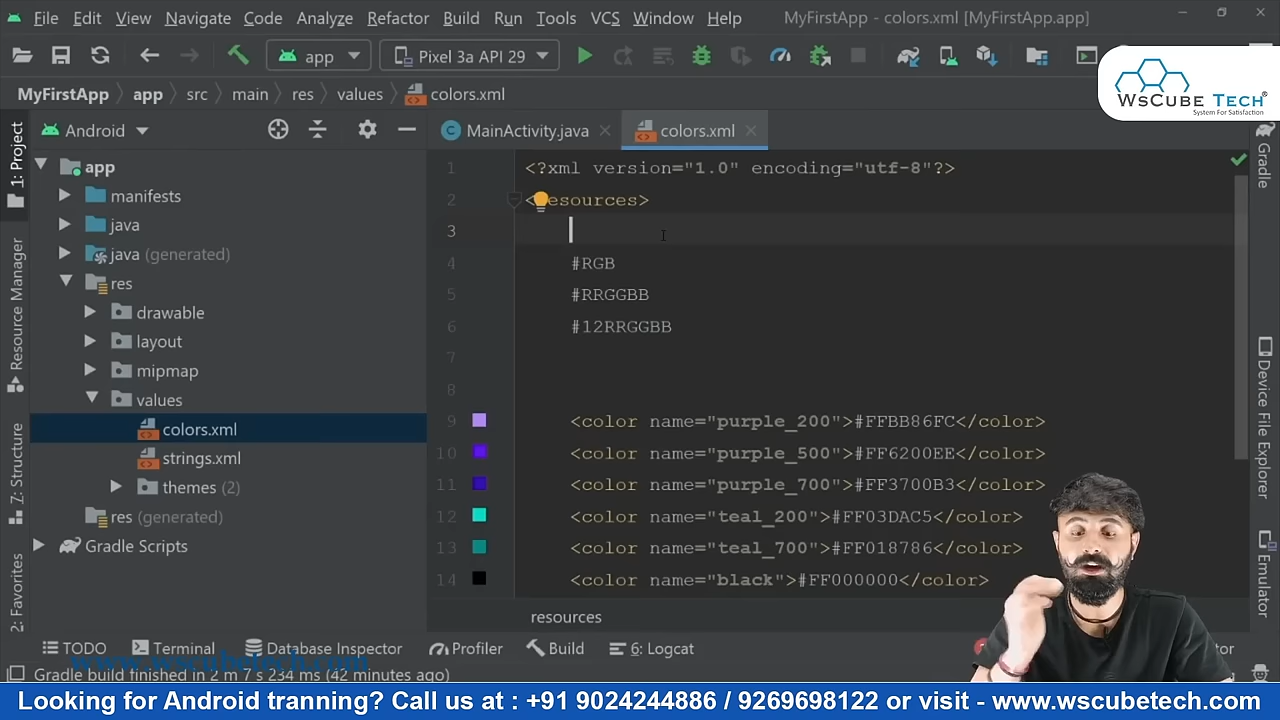 File Edit View Navigate Code Analyze Refactor Build Run Tools VCS Window Help MyFirstApp - colors.xml [MyFirstApp.app]
app Pixel 3a API 29
WsCube Tech®
System For Satisfaction
MyFirstApp app src main res values colors.xml
Android MainActivity.java colors.xml
1: Project
Resource Manager
Z: Structure
2: Favorites
app
manifests
java
java (generated)
res
drawable
layout
mipmap
values
colors.xml
strings.xml
themes (2)
res (generated)
Gradle Scripts
1 <?xml version="1.0" encoding="utf-8"?>
2 <resources>
3
4 #RGB
5 #RRGGBB
6 #12RRGGBB
7
8
9 <color name="purple_200">#FFBB86FC</color>
10 <color name="purple_500">#FF6200EE</color>
11 <color name="purple_700">#FF3700B3</color>
12 <color name="teal_200">#FF03DAC5</color>
13 <color name="teal_700">#FF018786</color>
14 <color name="black">#FF000000</color>
resources
Gradle
Device File Explorer
Emulator
TODO Terminal Database Inspector Profiler Build 6: Logcat
www.wscubetech.com
Gradle build finished in 2 m 7 s 234 ms (42 minutes ago)
Looking for Android tranning? Call us at : +91 9024244886 / 9269698122 or visit - www.wscubetech.com